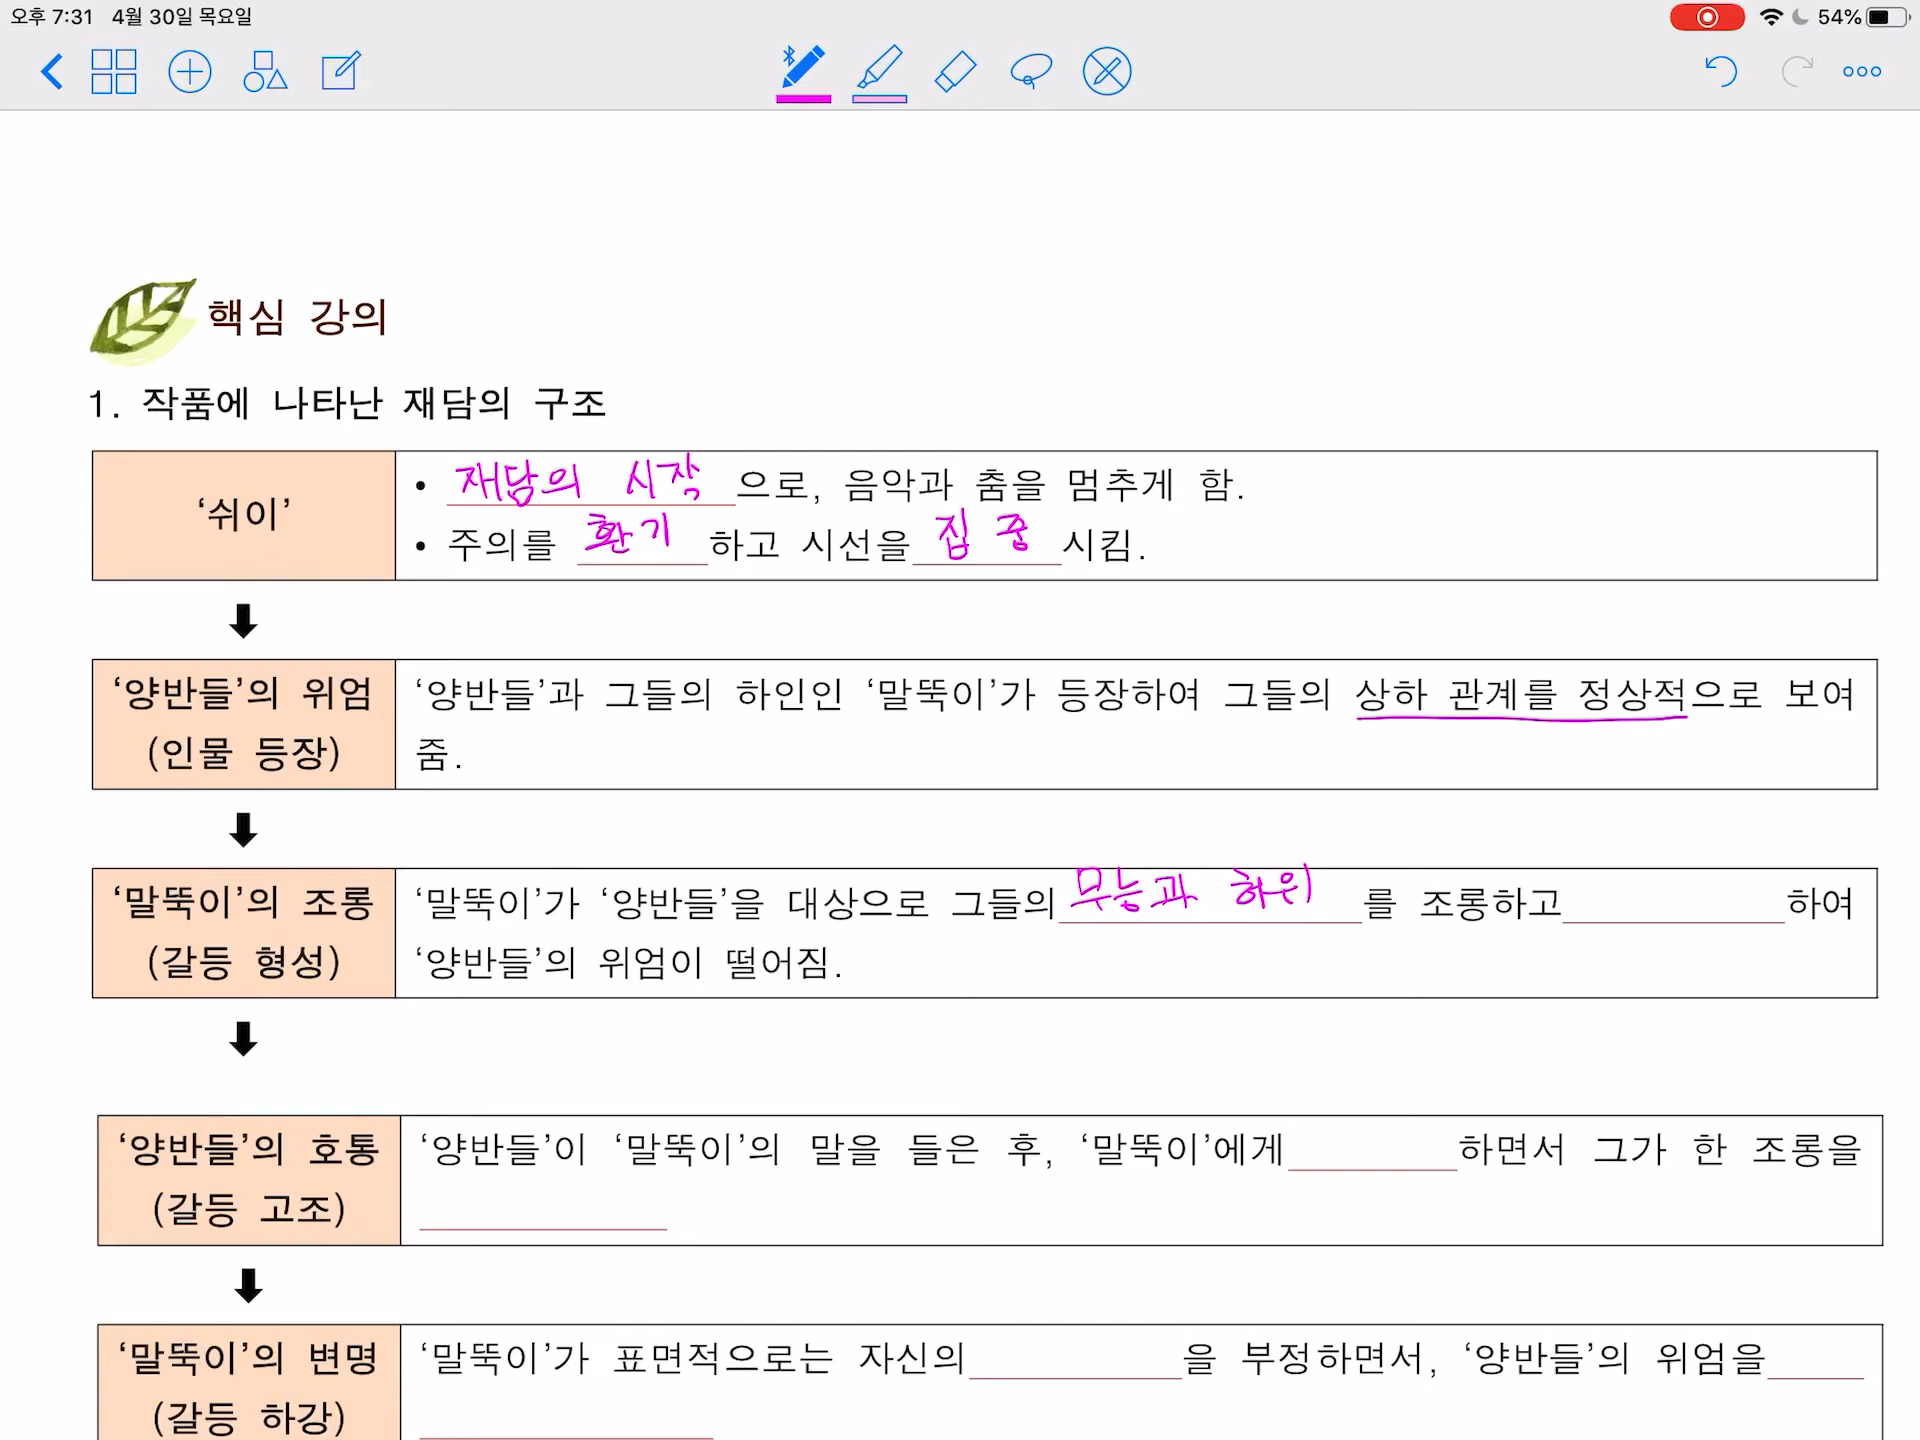 오후 7:31 4월 30일 목요일 54%
핵심 강의
1. 작품에 나타난 재담의 구조
‘쉬이’
• 재담의 시작으로, 음악과 춤을 멈추게 함.
• 주의를 환기하고 시선을 집중시킴.
‘양반들’의 위엄
(인물 등장)
‘양반들’과 그들의 하인인 ‘말뚝이’가 등장하여 그들의 상하 관계를 정상적으로 보여
줌.
‘말뚝이’의 조롱
(갈등 형성)
‘말뚝이’가 ‘양반들’을 대상으로 그들의 무능과 허위를 조롱하고 하여
‘양반들’의 위엄이 떨어짐.
‘양반들’의 호통
(갈등 고조)
‘양반들’이 ‘말뚝이’의 말을 들은 후, ‘말뚝이’에게 하면서 그가 한 조롱을
‘말뚝이’의 변명
(갈등 하강)
‘말뚝이’가 표면적으로는 자신의 을 부정하면서, ‘양반들’의 위엄을